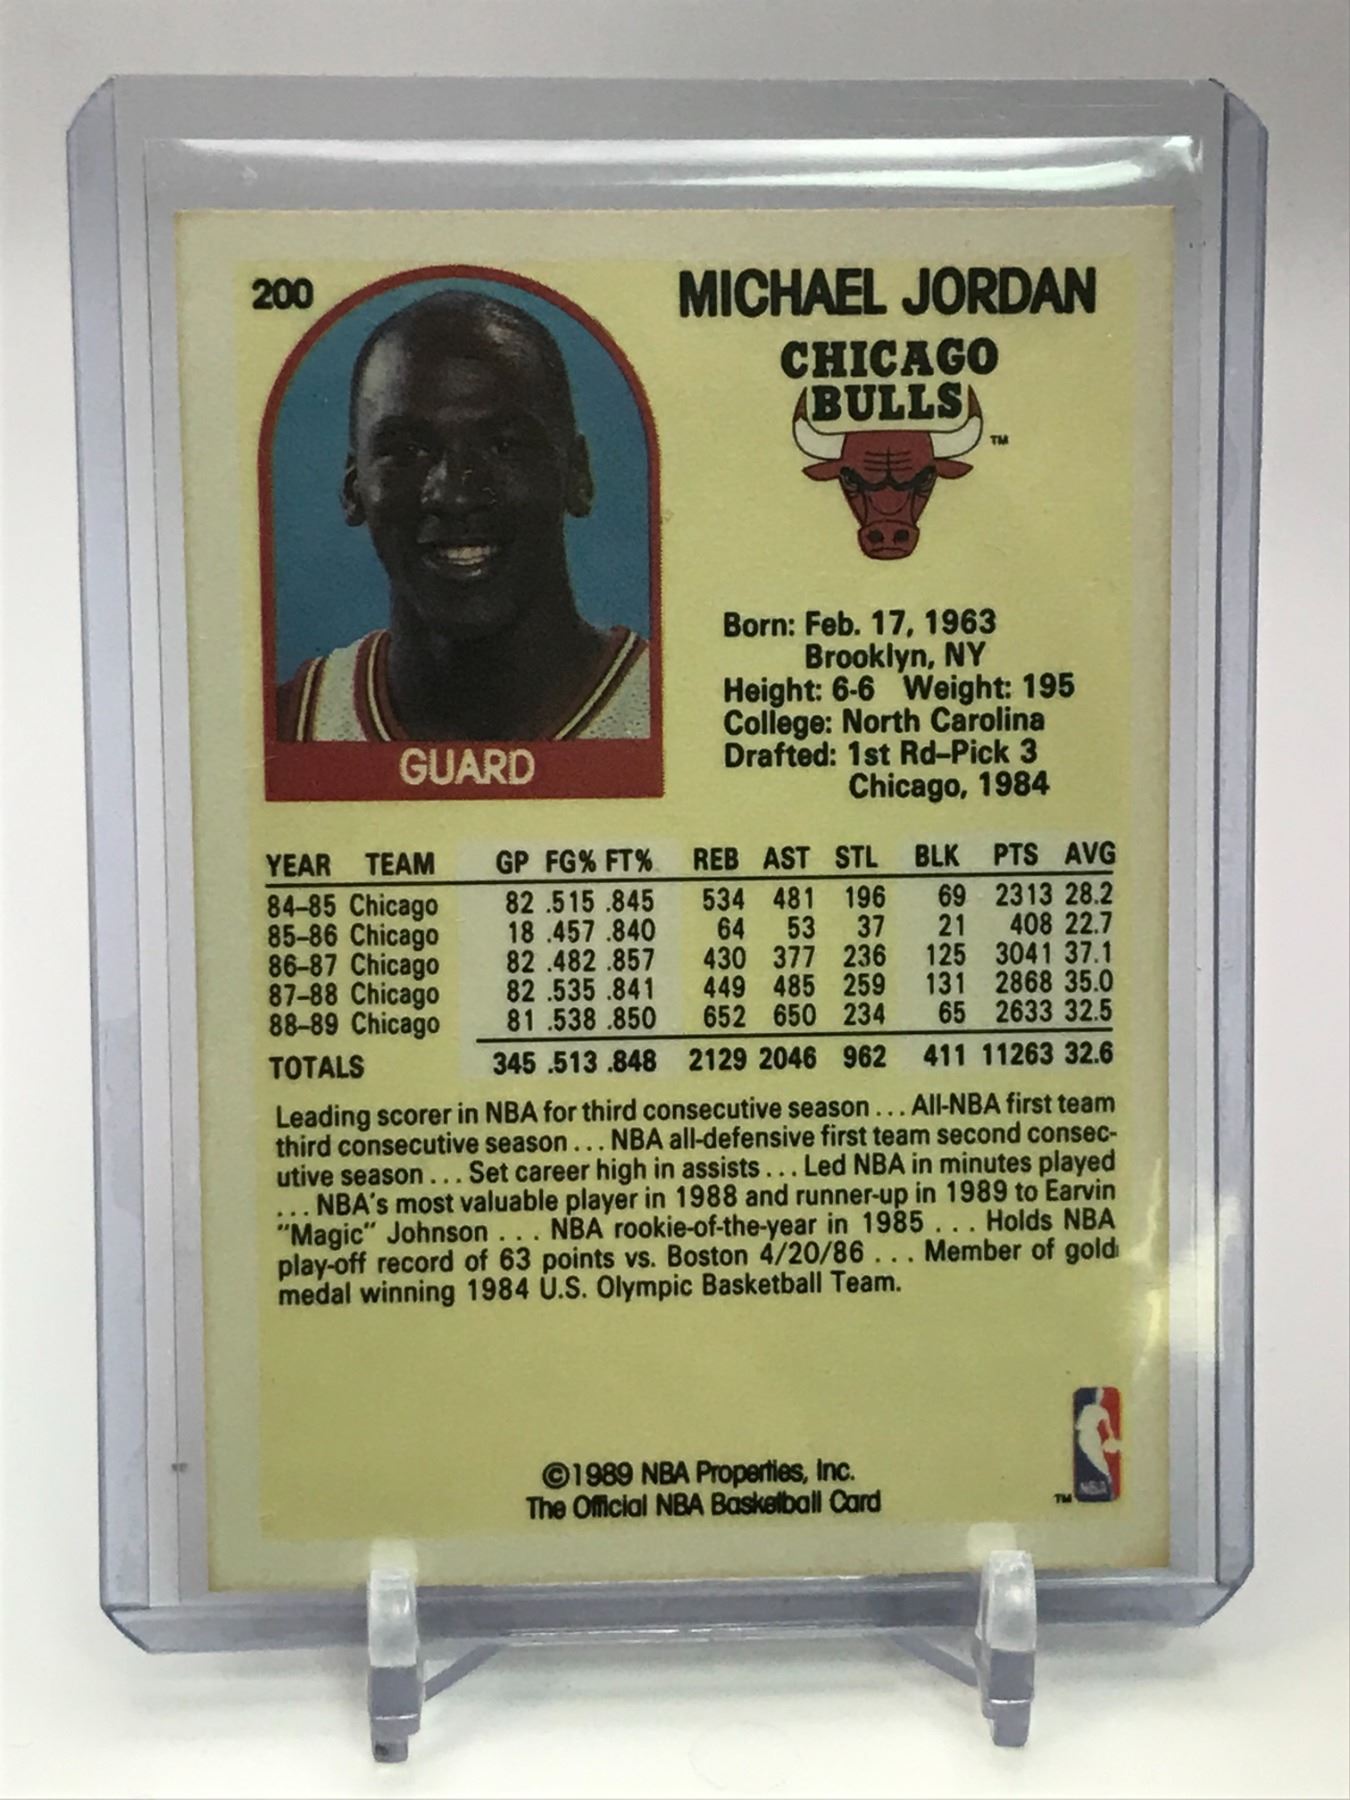 200
MICHAEL JORDAN
CHICAGO
BULLS
TM
Born: Feb. 17, 1963
Brooklyn, NY
Height: 6-6 Weight: 195
College: North Carolina
Drafted: 1st Rd–Pick 3
Chicago, 1984
GUARD
YEAR TEAM GP FG% FT% REB AST STL BLK PTS AVG
84–85 Chicago 82 .515 .845 534 481 196 69 2313 28.2
85–86 Chicago 18 .457 .840 64 53 37 21 408 22.7
86–87 Chicago 82 .482 .857 430 377 236 125 3041 37.1
87–88 Chicago 82 .535 .841 449 485 259 131 2868 35.0
88–89 Chicago 81 .538 .850 652 650 234 65 2633 32.5
TOTALS 345 .513 .848 2129 2046 962 411 11263 32.6
Leading scorer in NBA for third consecutive season . . . All-NBA first team
third consecutive season . . . NBA all-defensive first team second consec-
utive season . . . Set career high in assists . . . Led NBA in minutes played
. . . NBA's most valuable player in 1988 and runner-up in 1989 to Earvin
"Magic" Johnson . . . NBA rookie-of-the-year in 1985 . . . Holds NBA
play-off record of 63 points vs. Boston 4/20/86 . . . Member of gold
medal winning 1984 U.S. Olympic Basketball Team.
©1989 NBA Properties, Inc.
The Official NBA Basketball Card
TM
NBA